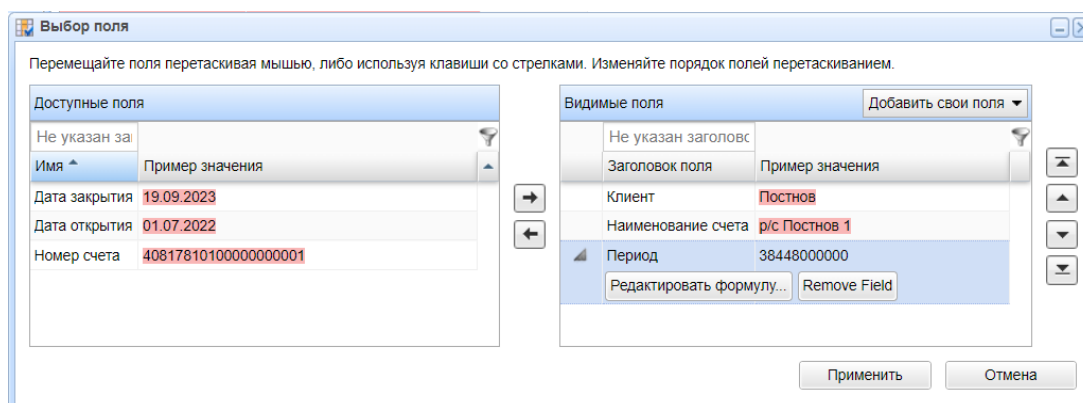 Выбор поля
Перемещайте поля перетаскивая мышью, либо используя клавиши со стрелками. Изменяйте порядок полей перетаскиванием.
Доступные поля
Не указан заг
Имя Пример значения
Дата закрытия 19.09.2023
Дата открытия 01.07.2022
Номер счета 40817810100000000001
Видимые поля Добавить свои поля
Не указан заголовс
Заголовок поля Пример значения
Клиент Постнов
Наименование счета р/с Постнов 1
Период 38448000000
Редактировать формулу... Remove Field
Применить Отмена